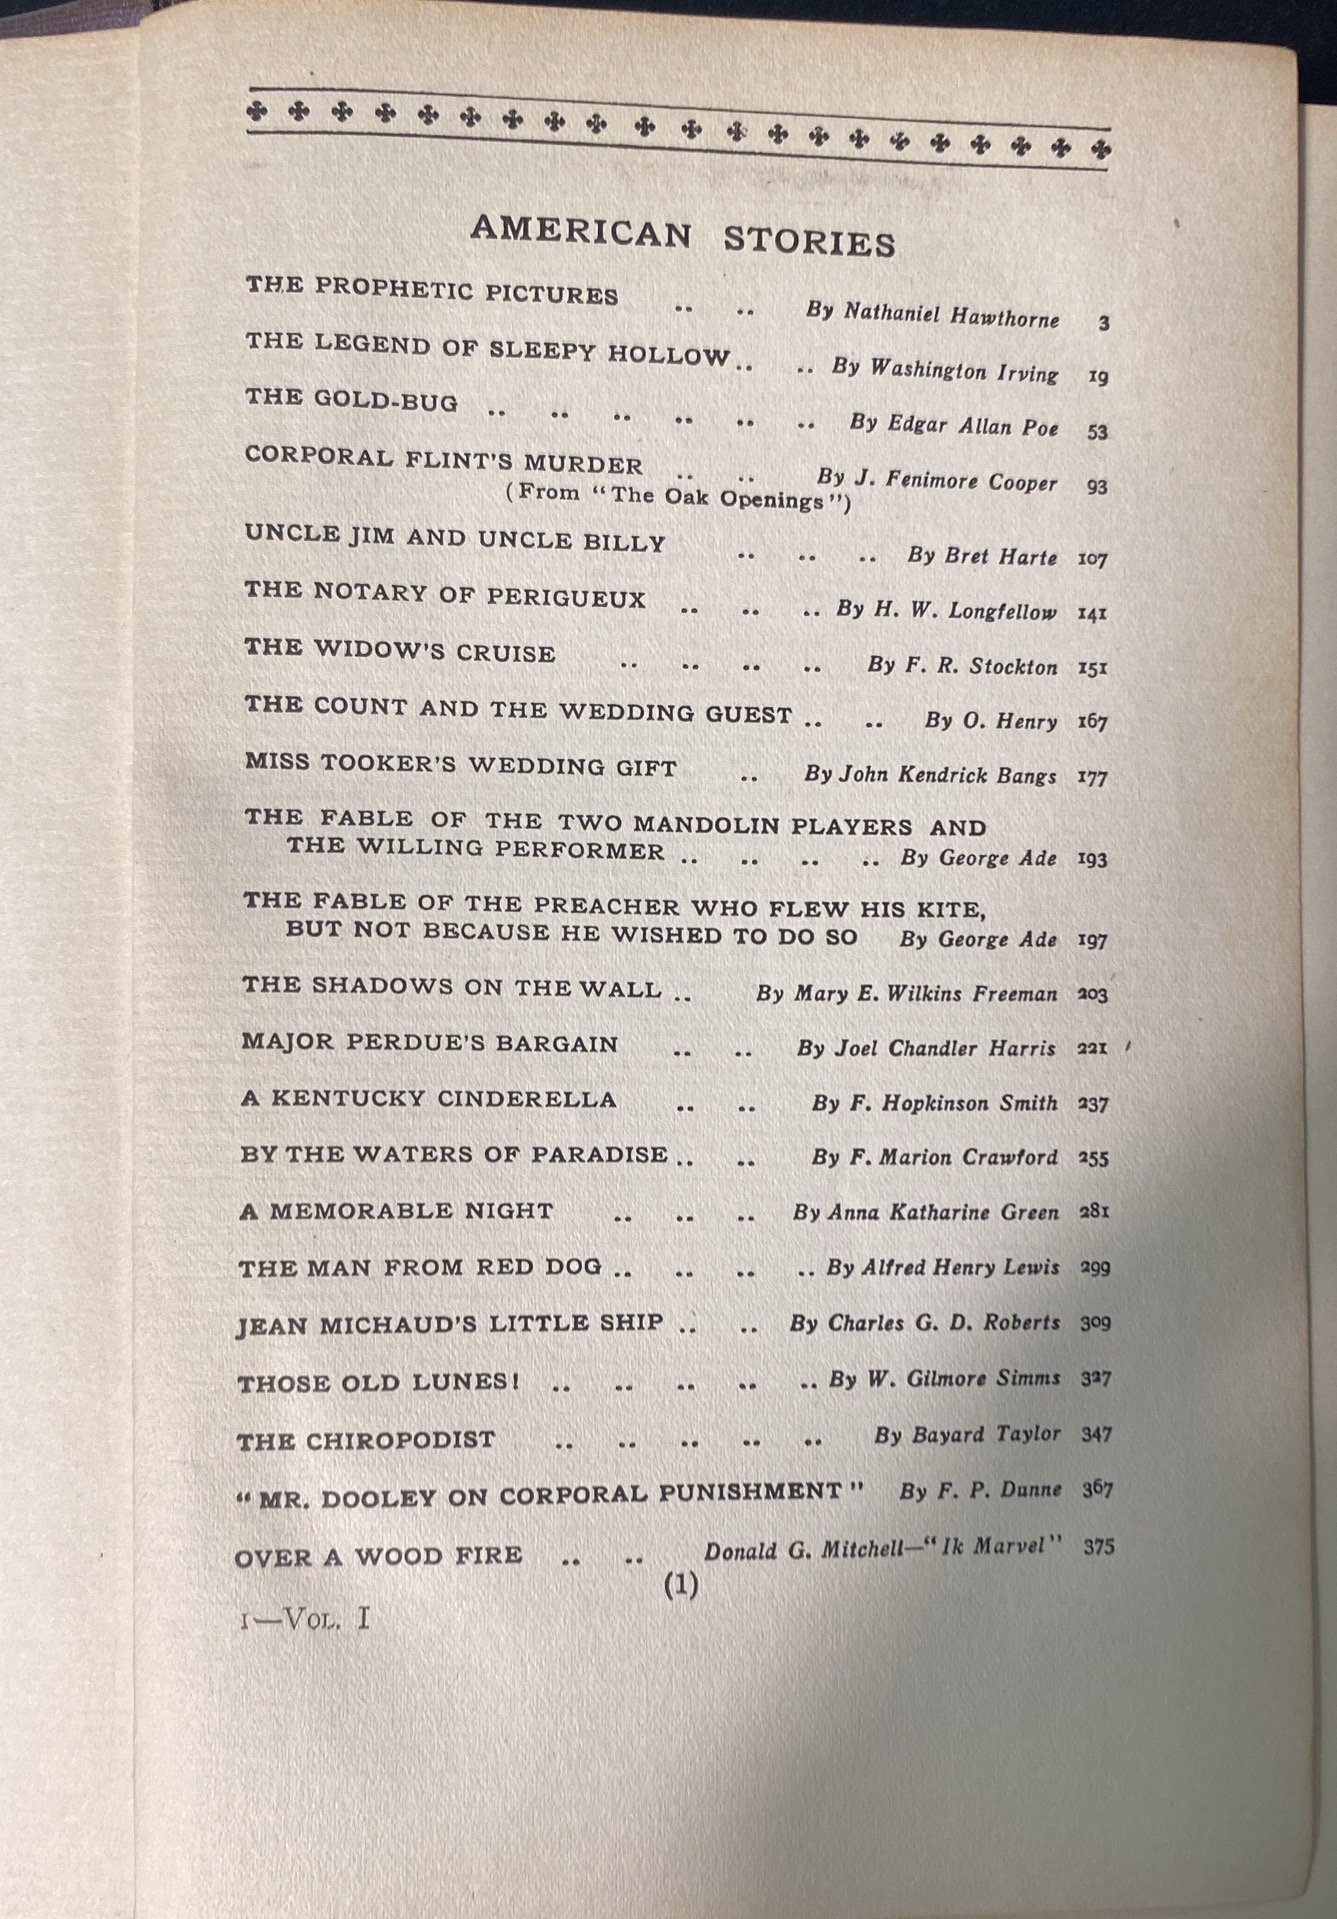 AMERICAN STORIES
THE PROPHETIC PICTURES .. .. By Nathaniel Hawthorne 3
THE LEGEND OF SLEEPY HOLLOW .. .. By Washington Irving 19
THE GOLD-BUG .. .. .. .. .. .. By Edgar Allan Poe 53
CORPORAL FLINT'S MURDER .. .. By J. Fenimore Cooper 93
(From "The Oak Openings")
UNCLE JIM AND UNCLE BILLY .. .. .. By Bret Harte 107
THE NOTARY OF PERIGUEUX .. .. .. By H. W. Longfellow 141
THE WIDOW'S CRUISE .. .. .. .. By F. R. Stockton 151
THE COUNT AND THE WEDDING GUEST .. .. By O. Henry 167
MISS TOOKER'S WEDDING GIFT .. By John Kendrick Bangs 177
THE FABLE OF THE TWO MANDOLIN PLAYERS AND
THE WILLING PERFORMER .. .. .. .. By George Ade 193
THE FABLE OF THE PREACHER WHO FLEW HIS KITE,
BUT NOT BECAUSE HE WISHED TO DO SO By George Ade 197
THE SHADOWS ON THE WALL .. By Mary E. Wilkins Freeman 203
MAJOR PERDUE'S BARGAIN .. .. By Joel Chandler Harris 221
A KENTUCKY CINDERELLA .. .. By F. Hopkinson Smith 237
BY THE WATERS OF PARADISE .. .. By F. Marion Crawford 255
A MEMORABLE NIGHT .. .. .. By Anna Katharine Green 281
THE MAN FROM RED DOG .. .. .. .. By Alfred Henry Lewis 299
JEAN MICHAUD'S LITTLE SHIP .. .. By Charles G. D. Roberts 309
THOSE OLD LUNES! .. .. .. .. .. By W. Gilmore Simms 327
THE CHIROPODIST .. .. .. .. .. By Bayard Taylor 347
"MR. DOOLEY ON CORPORAL PUNISHMENT" By F. P. Dunne 367
OVER A WOOD FIRE .. .. Donald G. Mitchell—"Ik Marvel" 375
(1)
1—VOL. I